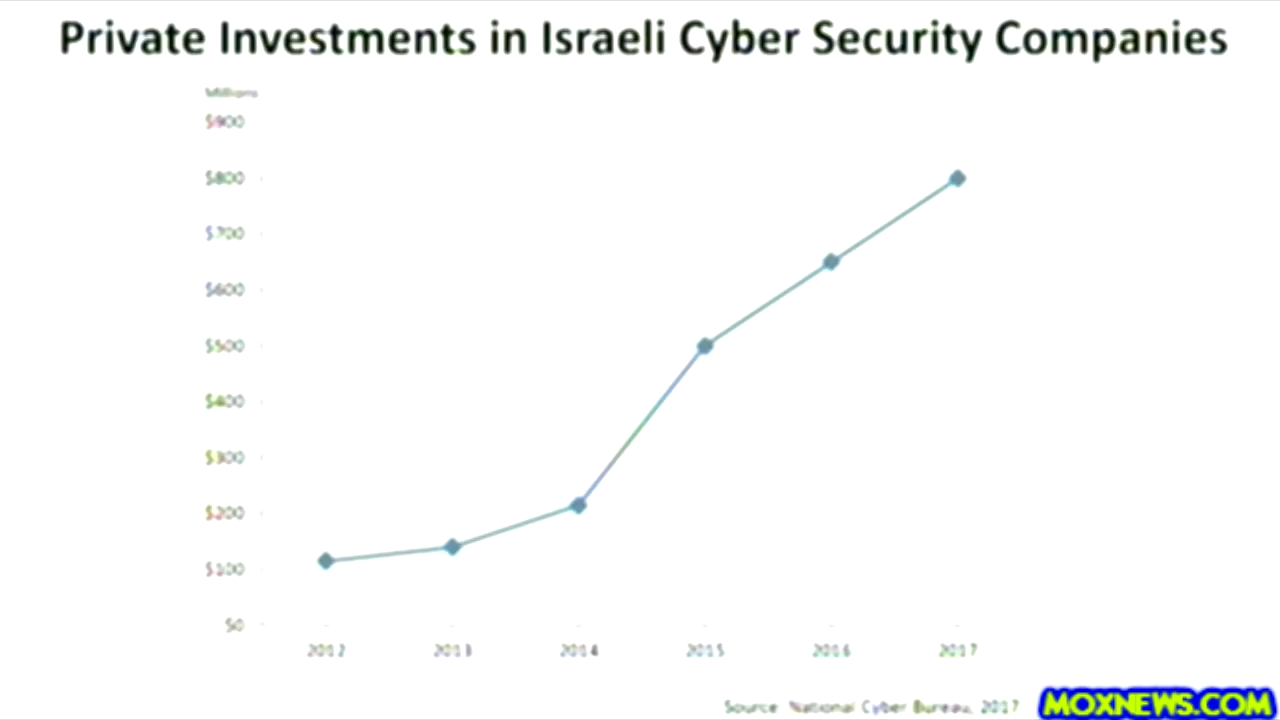 Private Investments in Israeli Cyber Security Companies
Millions
$900
$800
$700
$600
$500
$400
$300
$200
$100
$0
2012 2013 2014 2015 2016 2017
Source: National Cyber Bureau, 2017
MOXNEWS.COM